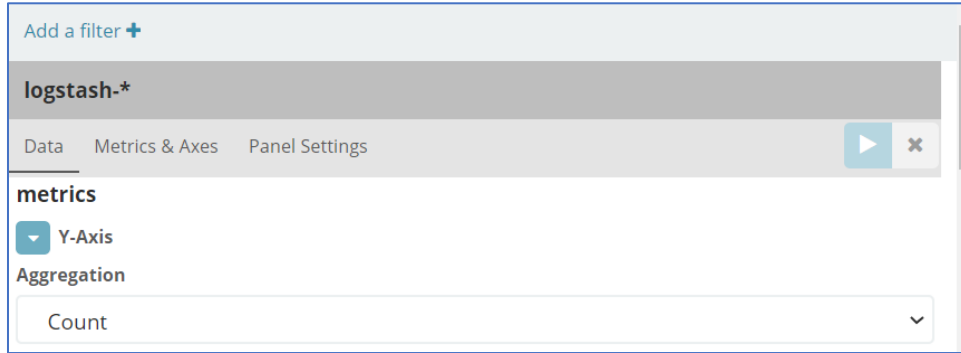 Add a filter +
logstash-*
Data Metrics & Axes Panel Settings
metrics
Y-Axis
Aggregation
Count